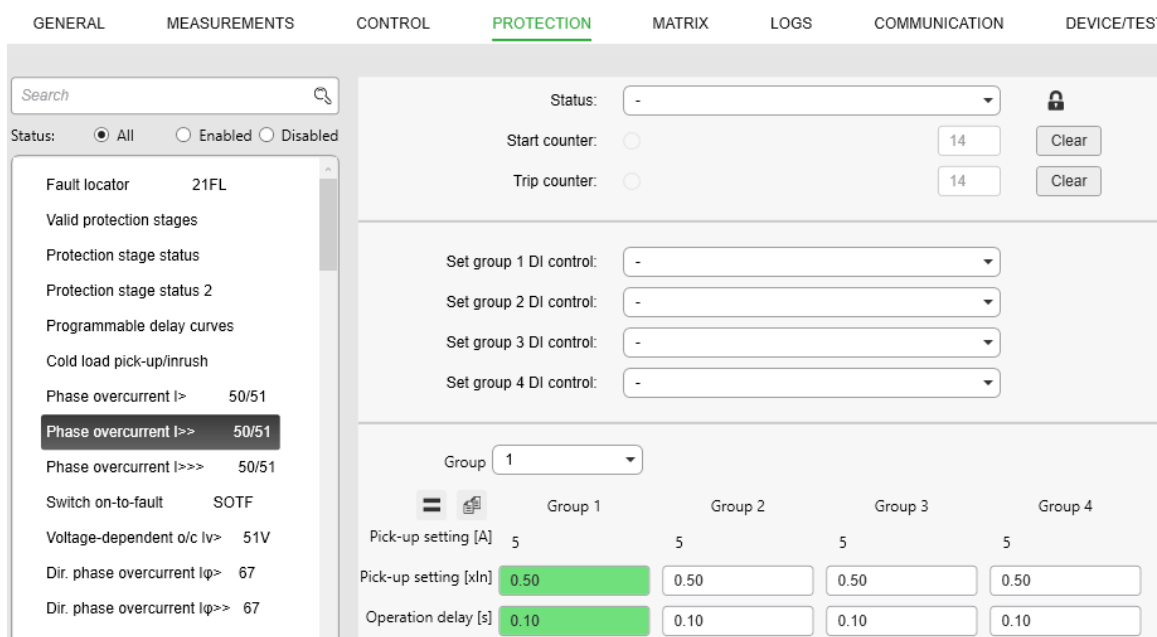 GENERAL MEASUREMENTS CONTROL PROTECTION MATRIX LOGS COMMUNICATION DEVICE/TEST
Search
Status: All Enabled Disabled
Fault locator 21FL
Valid protection stages
Protection stage status
Protection stage status 2
Programmable delay curves
Cold load pick-up/inrush
Phase overcurrent I> 50/51
Phase overcurrent I>> 50/51
Phase overcurrent I>>> 50/51
Switch on-to-fault SOTF
Voltage-dependent o/c Iv> 51V
Dir. phase overcurrent Iφ> 67
Dir. phase overcurrent Iφ>> 67
Status: -
Start counter: 14 Clear
Trip counter: 14 Clear
Set group 1 DI control: -
Set group 2 DI control: -
Set group 3 DI control: -
Set group 4 DI control: -
Group 1
Group 1 Group 2 Group 3 Group 4
Pick-up setting [A] 5 5 5 5
Pick-up setting [xIn] 0.50 0.50 0.50 0.50
Operation delay [s] 0.10 0.10 0.10 0.10